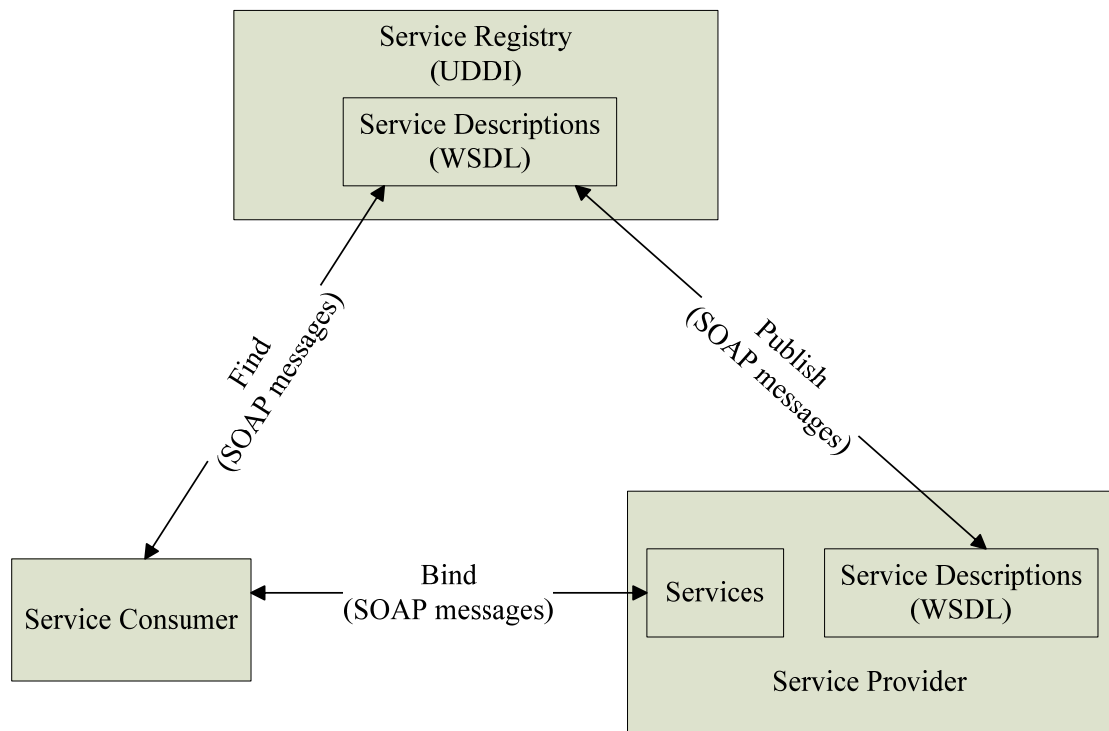 Service Registry
(UDDI)
Service Descriptions
(WSDL)
Find
(SOAP messages)
Publish
(SOAP messages)
Service Consumer
Bind
(SOAP messages)
Services
Service Descriptions
(WSDL)
Service Provider